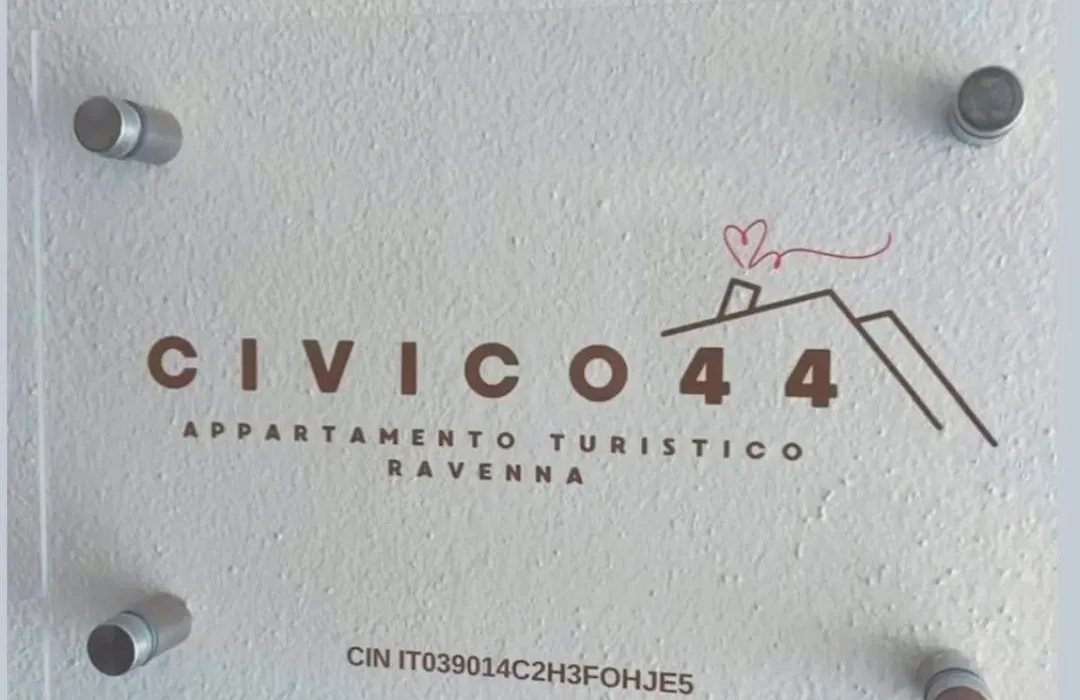 CIVICO44
APPARTAMENTO TURISTICO
RAVENNA
CIN IT039014C2H3FOHJE5